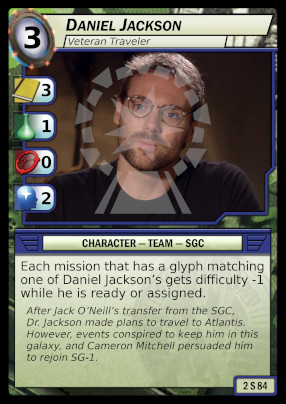 3
DANIEL JACKSON
Veteran Traveler
3
1
0
2
CHARACTER – TEAM – SGC
Each mission that has a glyph matching
one of Daniel Jackson's gets difficulty -1
while he is ready or assigned.
After Jack O'Neill's transfer from the SGC,
Dr. Jackson made plans to travel to Atlantis.
However, events conspired to keep him in this
galaxy, and Cameron Mitchell persuaded him
to rejoin SG-1.
2 S 84